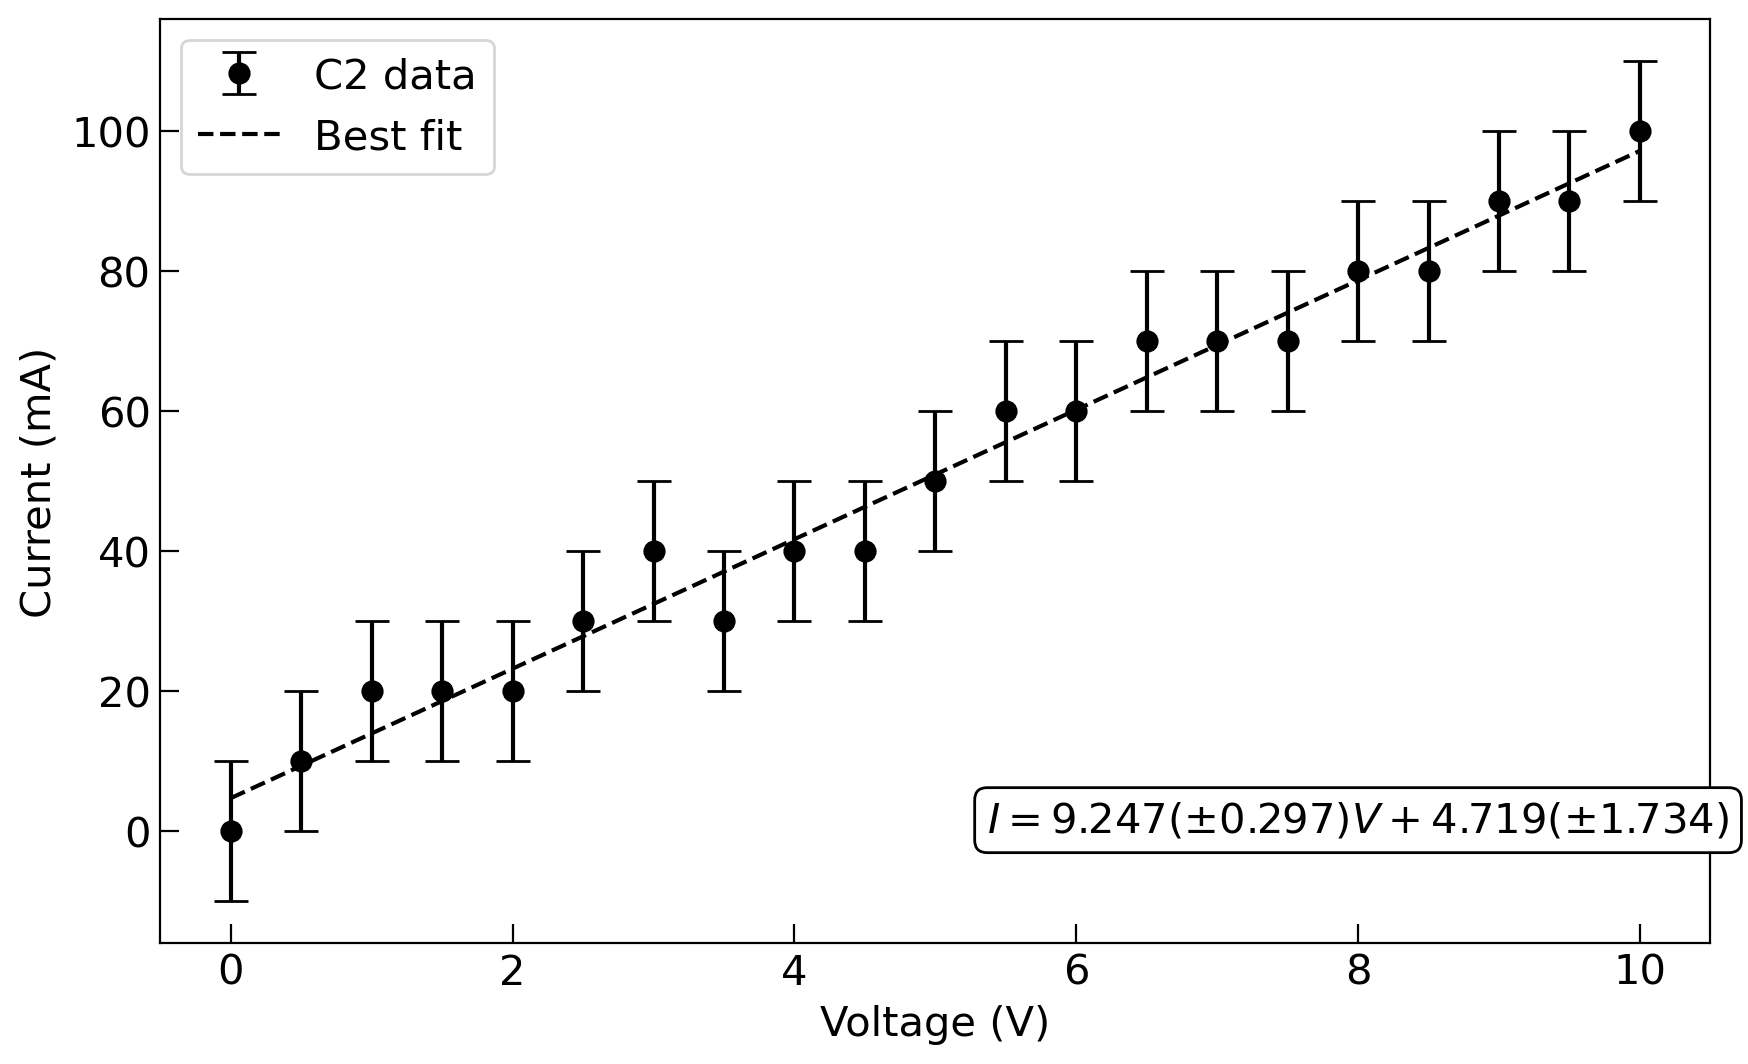 C2 data
Best fit
100
80
60
40
20
0
Current (mA)
I = 9.247(±0.297)V + 4.719(±1.734)
0 2 4 6 8 10
Voltage (V)